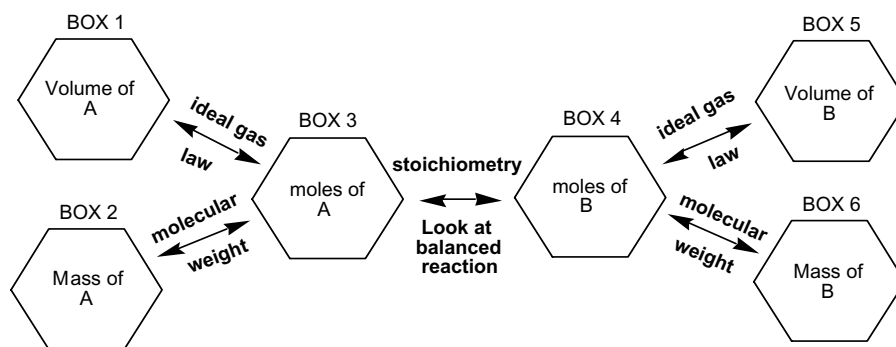 BOX 1
Volume of
A
ideal gas
law
BOX 2
Mass of
A
molecular
weight
BOX 3
moles of
A
stoichiometry
Look at
balanced
reaction
BOX 4
moles of
B
ideal gas
law
BOX 5
Volume of
B
molecular
weight
BOX 6
Mass of
B